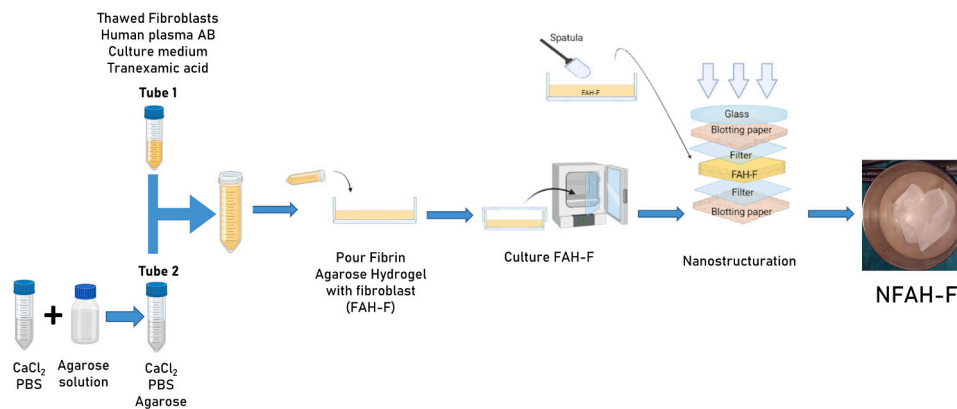 Thawed Fibroblasts
Human plasma AB
Culture medium
Tranexamic acid
Tube 1
Tube 2
CaCl₂
PBS
+
Agarose
solution
CaCl₂
PBS
Agarose
Pour Fibrin
Agarose Hydrogel
with fibroblast
(FAH-F)
Culture FAH-F
Spatula
FAH-F
Glass
Blotting paper
Filter
FAH-F
Filter
Blotting paper
Nanostructuration
NFAH-F